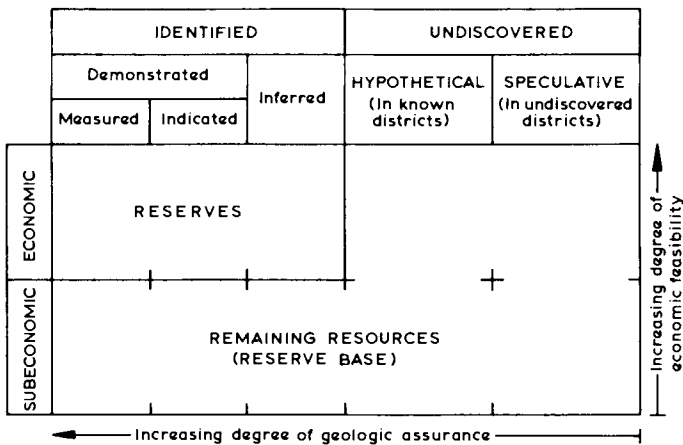 IDENTIFIED
UNDISCOVERED
Demonstrated
Inferred
HYPOTHETICAL
(In known
districts)
SPECULATIVE
(In undiscovered
districts)
Measured
Indicated
ECONOMIC
RESERVES
SUBECONOMIC
REMAINING RESOURCES
(RESERVE BASE)
Increasing degree of
economic feasibility
Increasing degree of geologic assurance